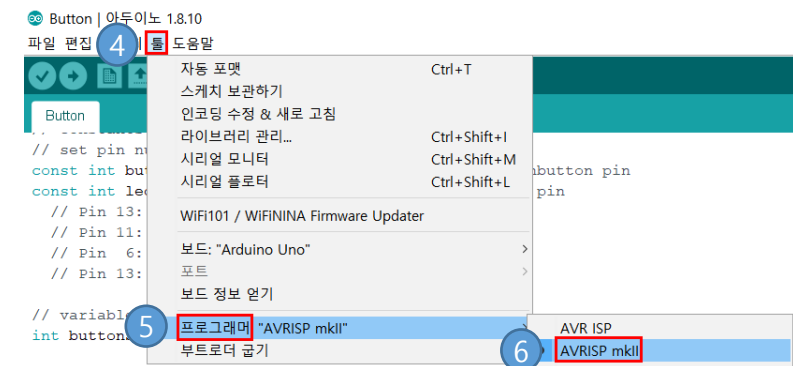 Button | 아두이노 1.8.10
파일 편집 4 툴 도움말
자동 포맷 Ctrl+T
스케치 보관하기
인코딩 수정 & 새로 고침
라이브러리 관리... Ctrl+Shift+I
시리얼 모니터 Ctrl+Shift+M
시리얼 플로터 Ctrl+Shift+L
WiFi101 / WiFiNINA Firmware Updater
보드: "Arduino Uno"
포트
보드 정보 얻기
5 프로그래머 "AVRISP mkII"
부트로더 굽기
AVR ISP
6 AVRISP mkII
Button
// set pin
const int
pin
const int
pin
// Pin 13:
// Pin 11:
// Pin 6:
// Pin 13:
//
int